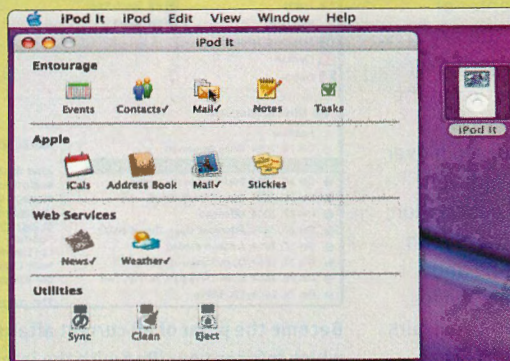 iPod It iPod Edit View Window Help
iPod It
Entourage
Events Contacts✓ Mail✓ Notes Tasks
iPod It
Apple
iCals Address Book Mail✓ Stickies
Web Services
News✓ Weather✓
Utilities
Sync Clean Eject